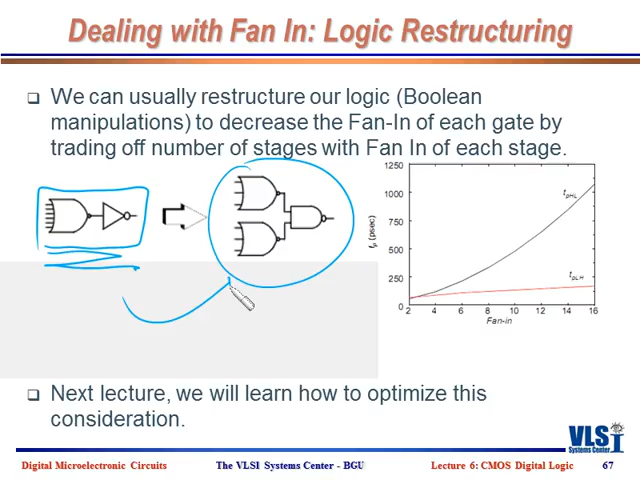 Dealing with Fan In: Logic Restructuring
We can usually restructure our logic (Boolean
manipulations) to decrease the Fan-In of each gate by
trading off number of stages with Fan In of each stage.
1250
1000
750
500
250
0
tp (psec)
tpHL
tpLH
2 4 6 8 10 12 14 16
Fan-in
Next lecture, we will learn how to optimize this
consideration.
VLSI
Systems Center
Digital Microelectronic Circuits The VLSI Systems Center - BGU Lecture 6: CMOS Digital Logic 67